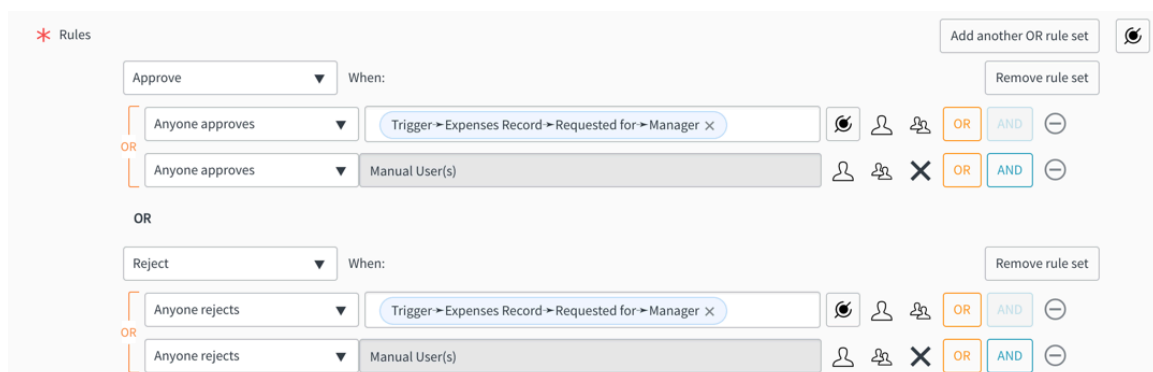 * Rules Add another OR rule set
Approve ▼ When: Remove rule set
Anyone approves ▼ Trigger➛Expenses Record➛Requested for➛Manager × OR AND
OR
Anyone approves ▼ Manual User(s) OR AND
OR
Reject ▼ When: Remove rule set
Anyone rejects ▼ Trigger➛Expenses Record➛Requested for➛Manager × OR AND
OR
Anyone rejects ▼ Manual User(s) OR AND